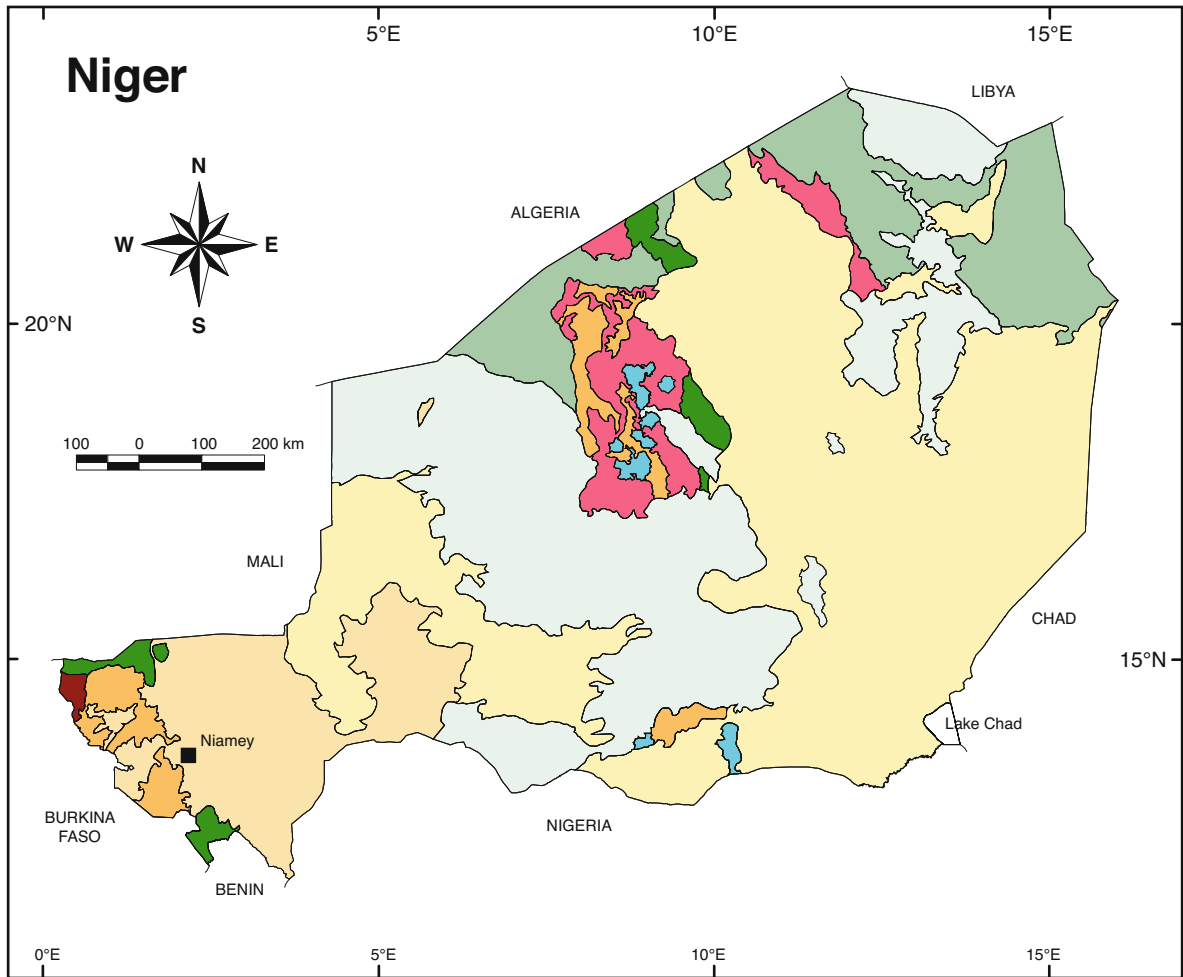 5°E
10°E
15°E
Niger
LIBYA
N
ALGERIA
W
E
S
20°N
100
0
100
200 km
MALI
CHAD
15°N
Lake Chad
Niamey
BURKINA
FASO
NIGERIA
BENIN
0°E
5°E
10°E
15°E